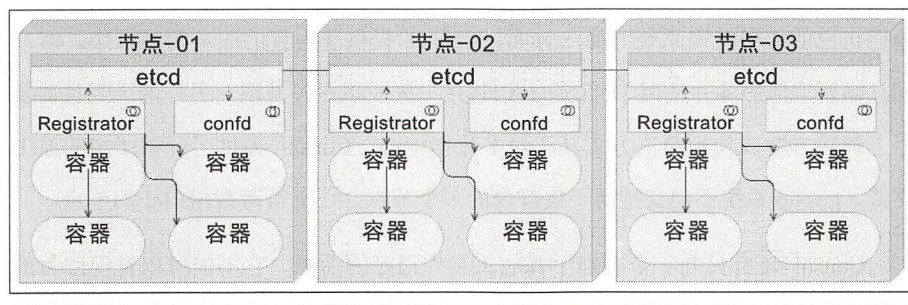 节点-01
etcd
Registrator
confd
容器
容器
容器
容器
节点-02
etcd
Registrator
confd
容器
容器
容器
容器
节点-03
etcd
Registrator
confd
容器
容器
容器
容器